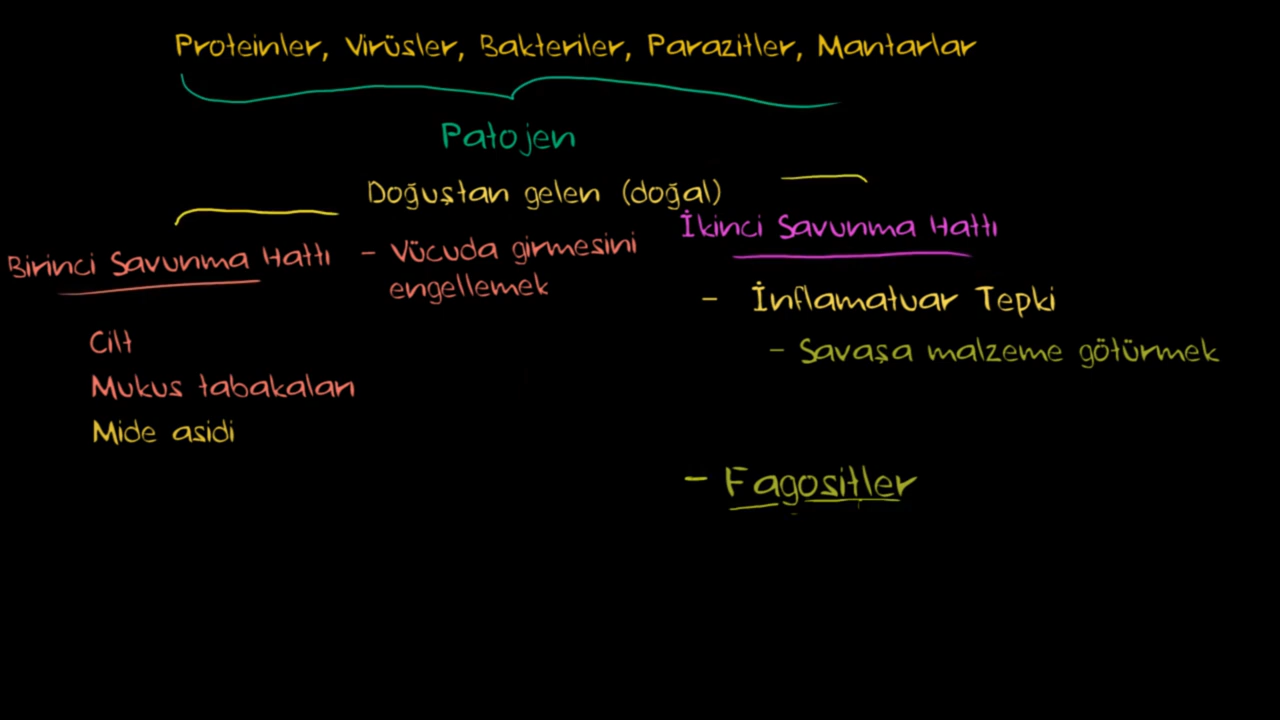 Proteinler, Virüsler, Bakteriler, Parazitler, Mantarlar
Patojen
Doğuştan gelen (doğal)
Birinci Savunma Hattı
- Vücuda girmesini
engellemek
Cilt
Mukus tabakaları
Mide asidi
İkinci Savunma Hattı
- İnflamatuar Tepki
- Savaşa malzeme götürmek
- Fagositler